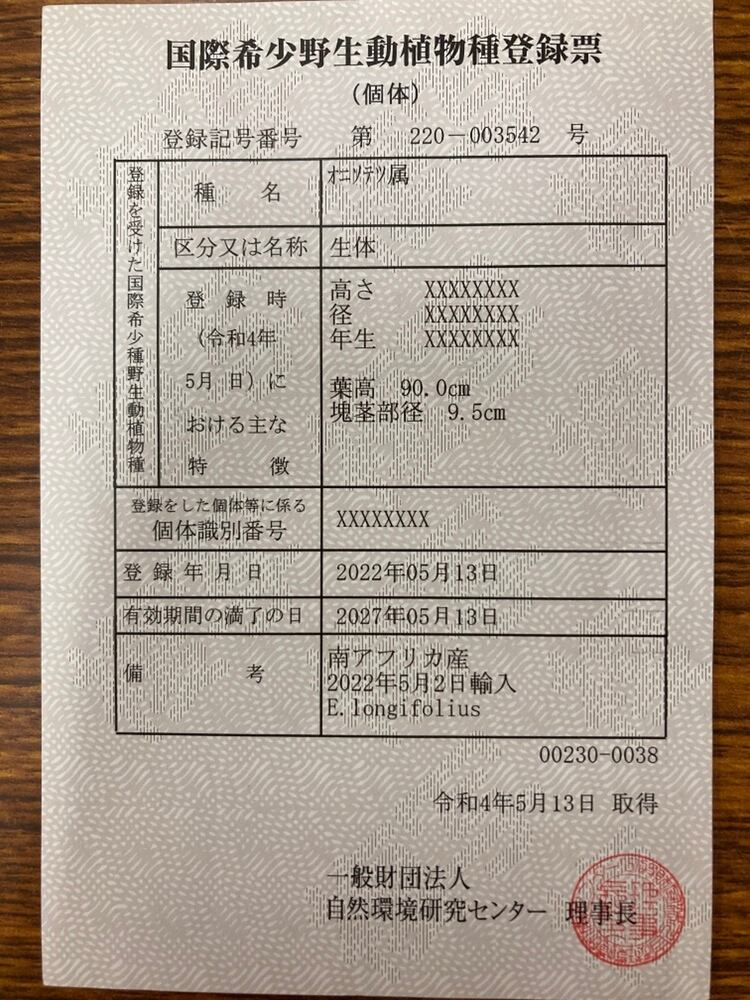 国際希少野生動植物種登録票
(個体)
登録記号番号 第 220-003542 号
登録を受けた国際希少種野生動植物種
種 名 ｵﾆｿﾃﾂ属
区分又は名称 生体
登 録 時
(令和4年
5月 日)に
おける主な
特 徴
高さ XXXXXXXX
径 XXXXXXXX
年生 XXXXXXXX
葉高 90.0cm
塊茎部径 9.5cm
登録をした個体等に係る
個体識別番号 XXXXXXXX
登 録 年 月 日 2022年05月13日
有効期間の満了の日 2027年05月13日
備 考
南アフリカ産
2022年5月2日輸入
E.longifolius
00230-0038
令和4年5月13日 取得
一般財団法人
自然環境研究センター 理事長